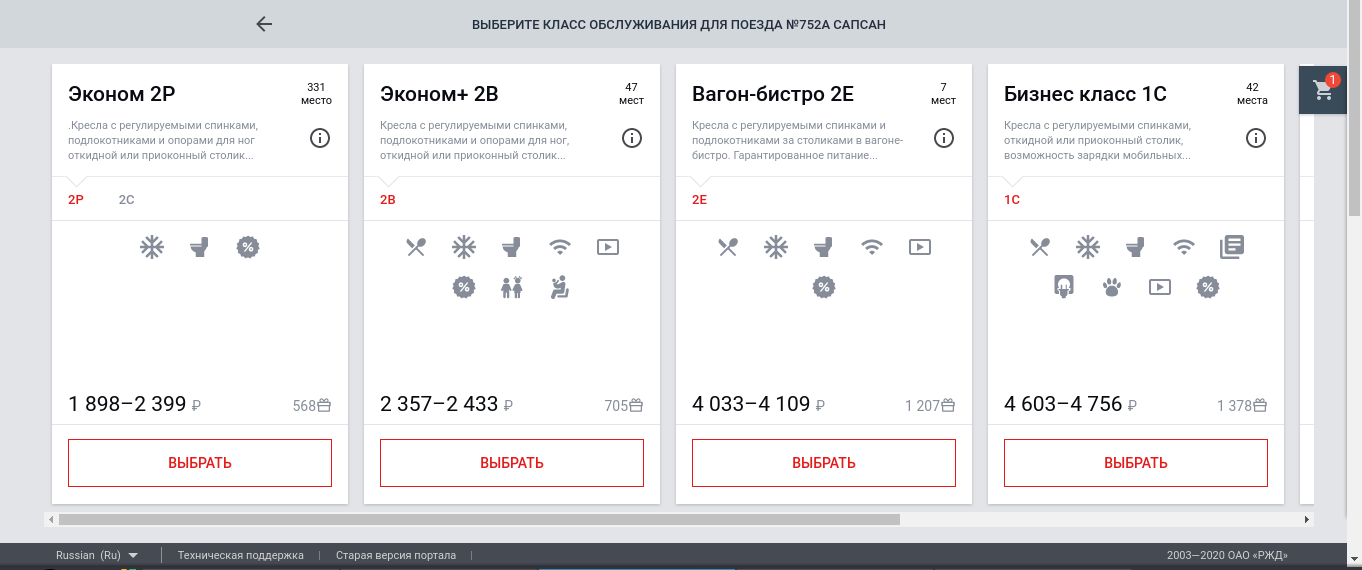 ВЫБЕРИТЕ КЛАСС ОБСЛУЖИВАНИЯ ДЛЯ ПОЕЗДА №752А САПСАН
1
Эконом 2Р
331
место
.Кресла с регулируемыми спинками,
подлокотниками и опорами для ног
откидной или приоконный столик...
2Р
2С
%
1 898–2 399 ₽
568
ВЫБРАТЬ
Эконом+ 2В
47
мест
Кресла с регулируемыми спинками,
подлокотниками и опорами для ног,
откидной или приоконный столик...
2В
%
2 357–2 433 ₽
705
ВЫБРАТЬ
Вагон-бистро 2Е
7
мест
Кресла с регулируемыми спинками и
подлокотниками за столиками в вагоне-
бистро. Гарантированное питание...
2Е
%
4 033–4 109 ₽
1 207
ВЫБРАТЬ
Бизнес класс 1С
42
места
Кресла с регулируемыми спинками,
откидной или приоконный столик,
возможность зарядки мобильных...
1С
%
4 603–4 756 ₽
1 378
ВЫБРАТЬ
Russian (Ru)
Техническая поддержка
Старая версия портала
2003—2020 ОАО «РЖД»